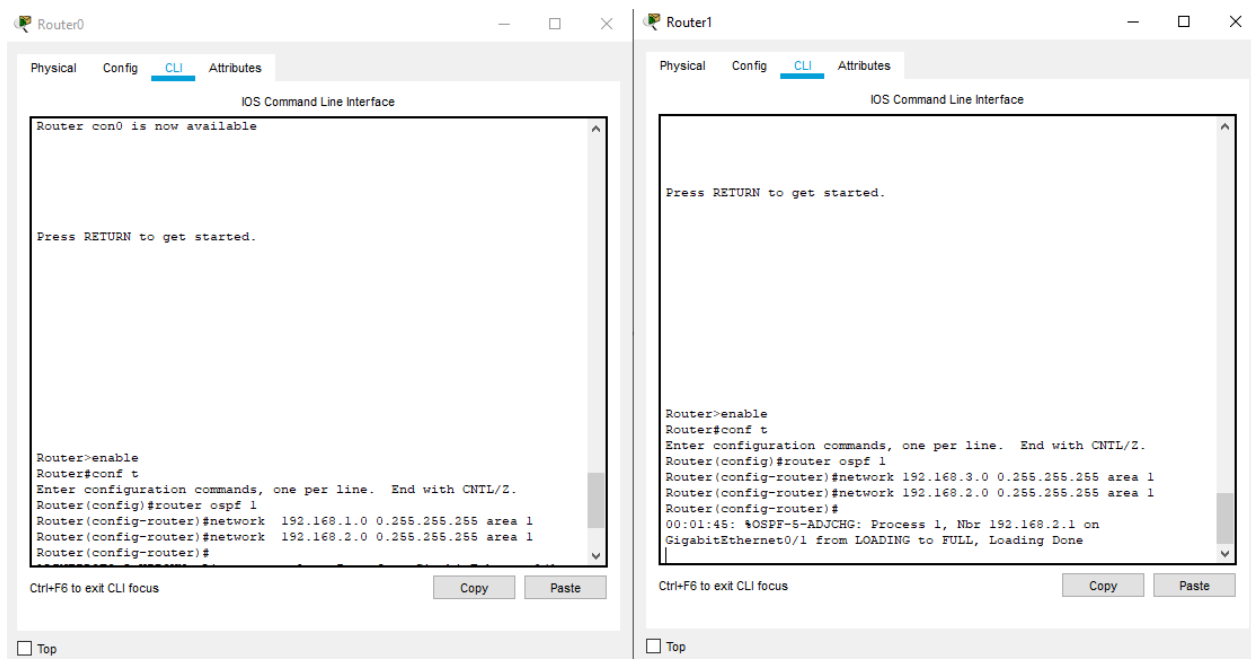 Router0
Physical Config CLI Attributes
IOS Command Line Interface
Router con0 is now available
Press RETURN to get started.
Router>enable
Router#conf t
Enter configuration commands, one per line.  End with CNTL/Z.
Router(config)#router ospf 1
Router(config-router)#network  192.168.1.0 0.255.255.255 area 1
Router(config-router)#network  192.168.2.0 0.255.255.255 area 1
Router(config-router)#
Ctrl+F6 to exit CLI focus
Copy Paste
Top
Router1
Physical Config CLI Attributes
IOS Command Line Interface
Press RETURN to get started.
Router>enable
Router#conf t
Enter configuration commands, one per line.  End with CNTL/Z.
Router(config)#router ospf 1
Router(config-router)#network 192.168.3.0 0.255.255.255 area 1
Router(config-router)#network 192.168.2.0 0.255.255.255 area 1
Router(config-router)#
00:01:45: %OSPF-5-ADJCHG: Process 1, Nbr 192.168.2.1 on
GigabitEthernet0/1 from LOADING to FULL, Loading Done
Ctrl+F6 to exit CLI focus
Copy Paste
Top